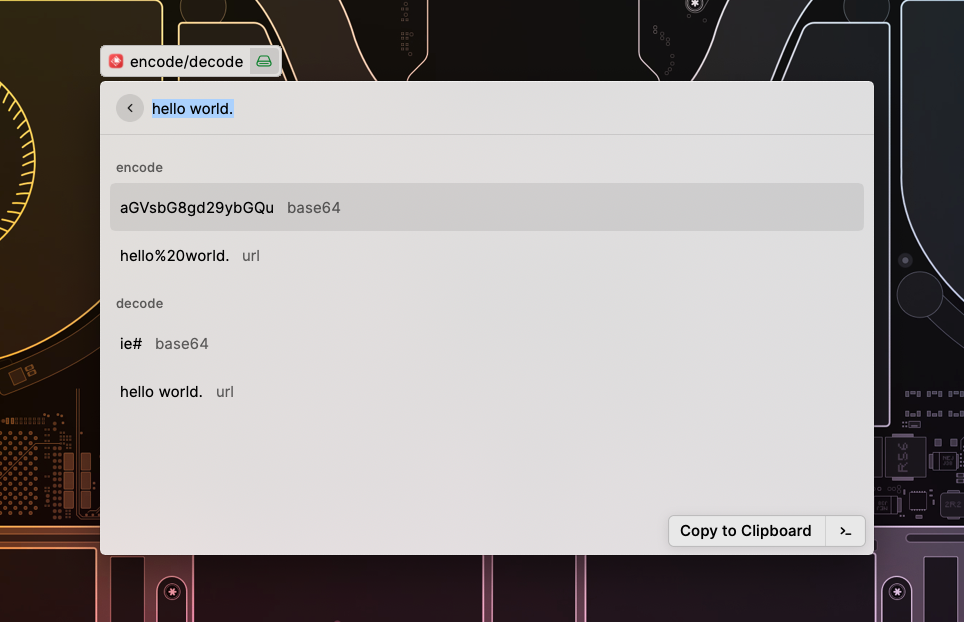 encode/decode
hello world.
encode
aGVsbG8gd29ybGQu base64
hello%20world. url
decode
ie# base64
hello world. url
Copy to Clipboard >_